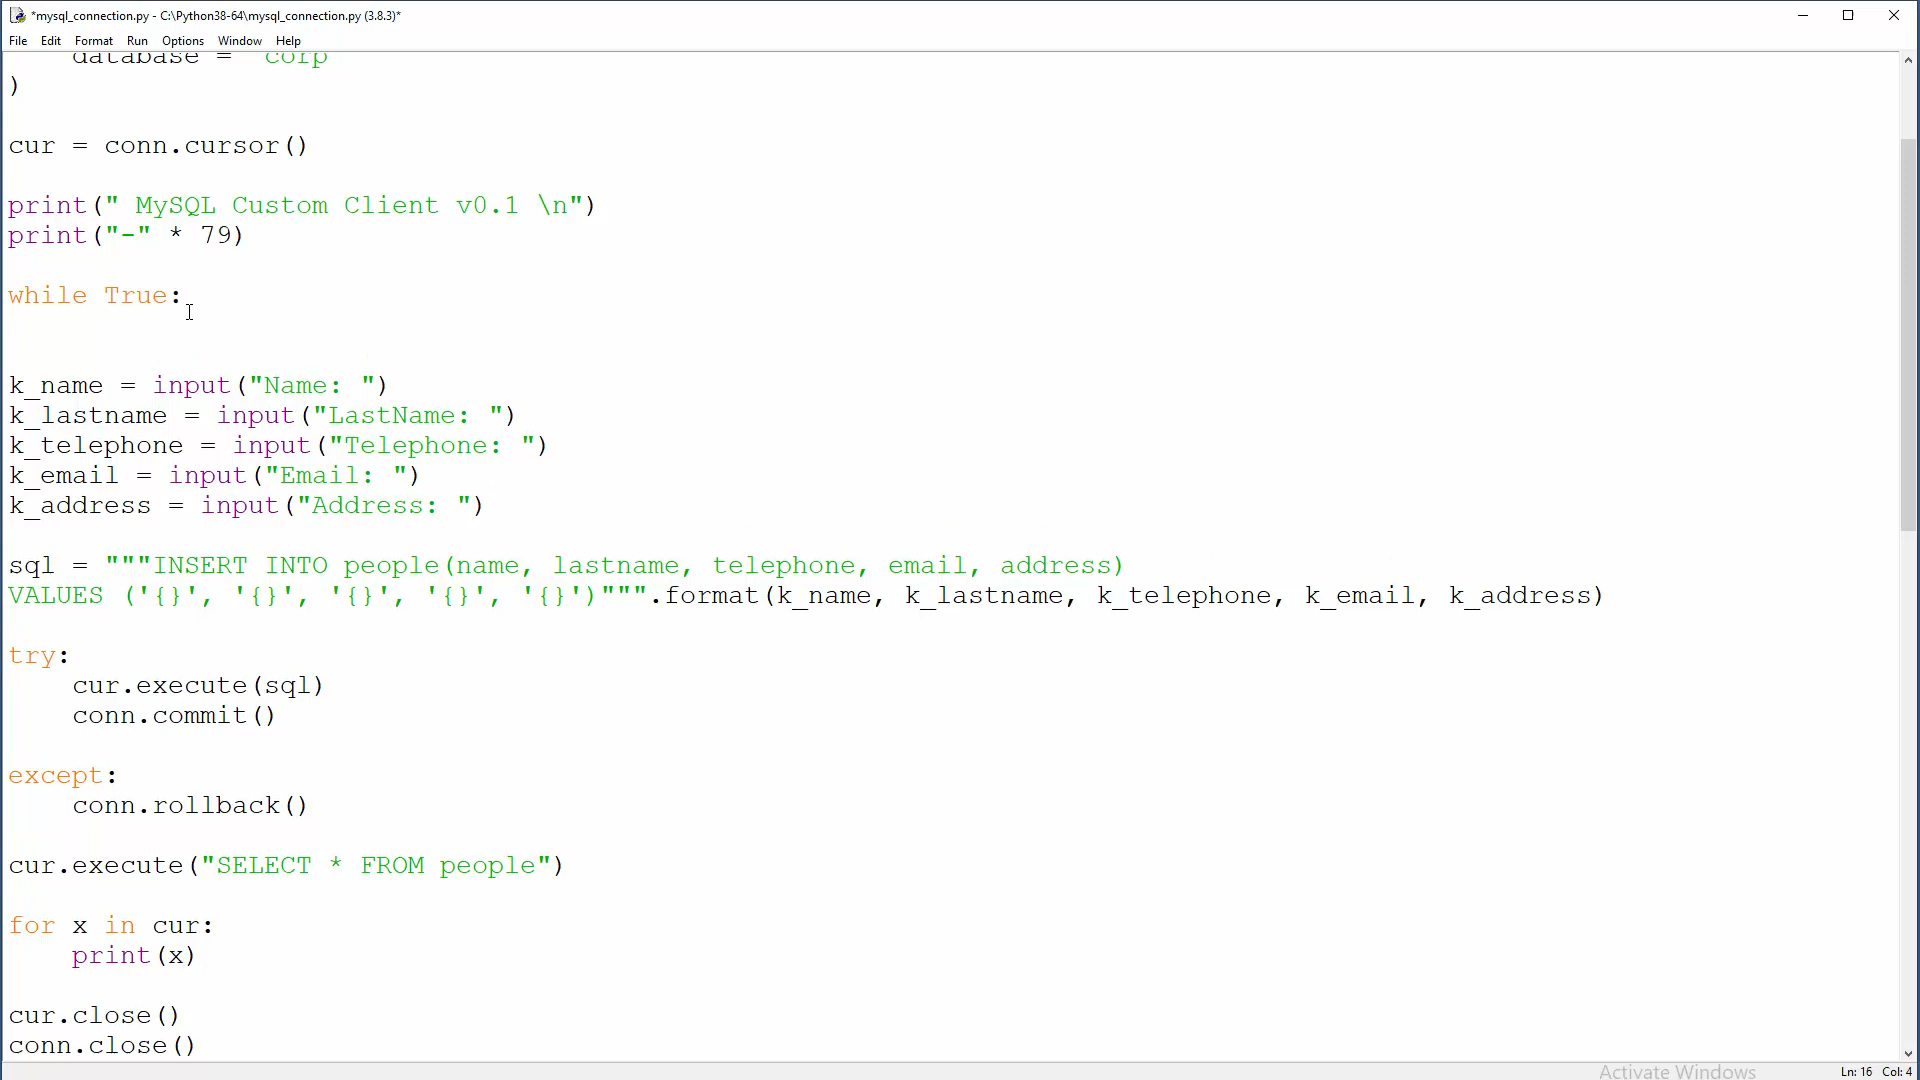 *mysql_connection.py - C:\Python38-64\mysql_connection.py (3.8.3)*
File Edit Format Run Options Window Help
database = "corp"
)
cur = conn.cursor()
print(" MySQL Custom Client v0.1 \n")
print("-" * 79)
while True:
k_name = input("Name: ")
k_lastname = input("LastName: ")
k_telephone = input("Telephone: ")
k_email = input("Email: ")
k_address = input("Address: ")
sql = """INSERT INTO people(name, lastname, telephone, email, address)
VALUES ('{}', '{}', '{}', '{}', '{}')""".format(k_name, k_lastname, k_telephone, k_email, k_address)
try:
cur.execute(sql)
conn.commit()
except:
conn.rollback()
cur.execute("SELECT * FROM people")
for x in cur:
print(x)
cur.close()
conn.close()
Activate Windows
Ln: 16 Col: 4